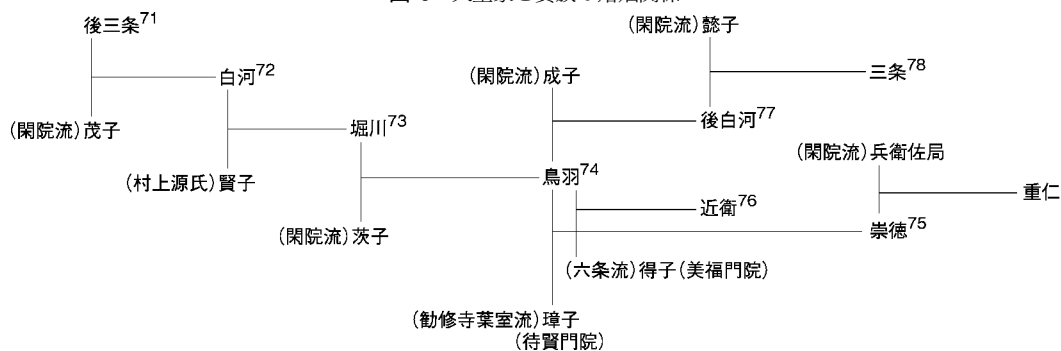 後三条71
(閑院流)懿子
白河72
(閑院流)成子
三条78
(閑院流)茂子
堀川73
後白河77
(閑院流)兵衛佐局
(村上源氏)賢子
鳥羽74
重仁
近衛76
(閑院流)茨子
崇徳75
(六条流)得子(美福門院)
(勧修寺葉室流)璋子
(待賢門院)